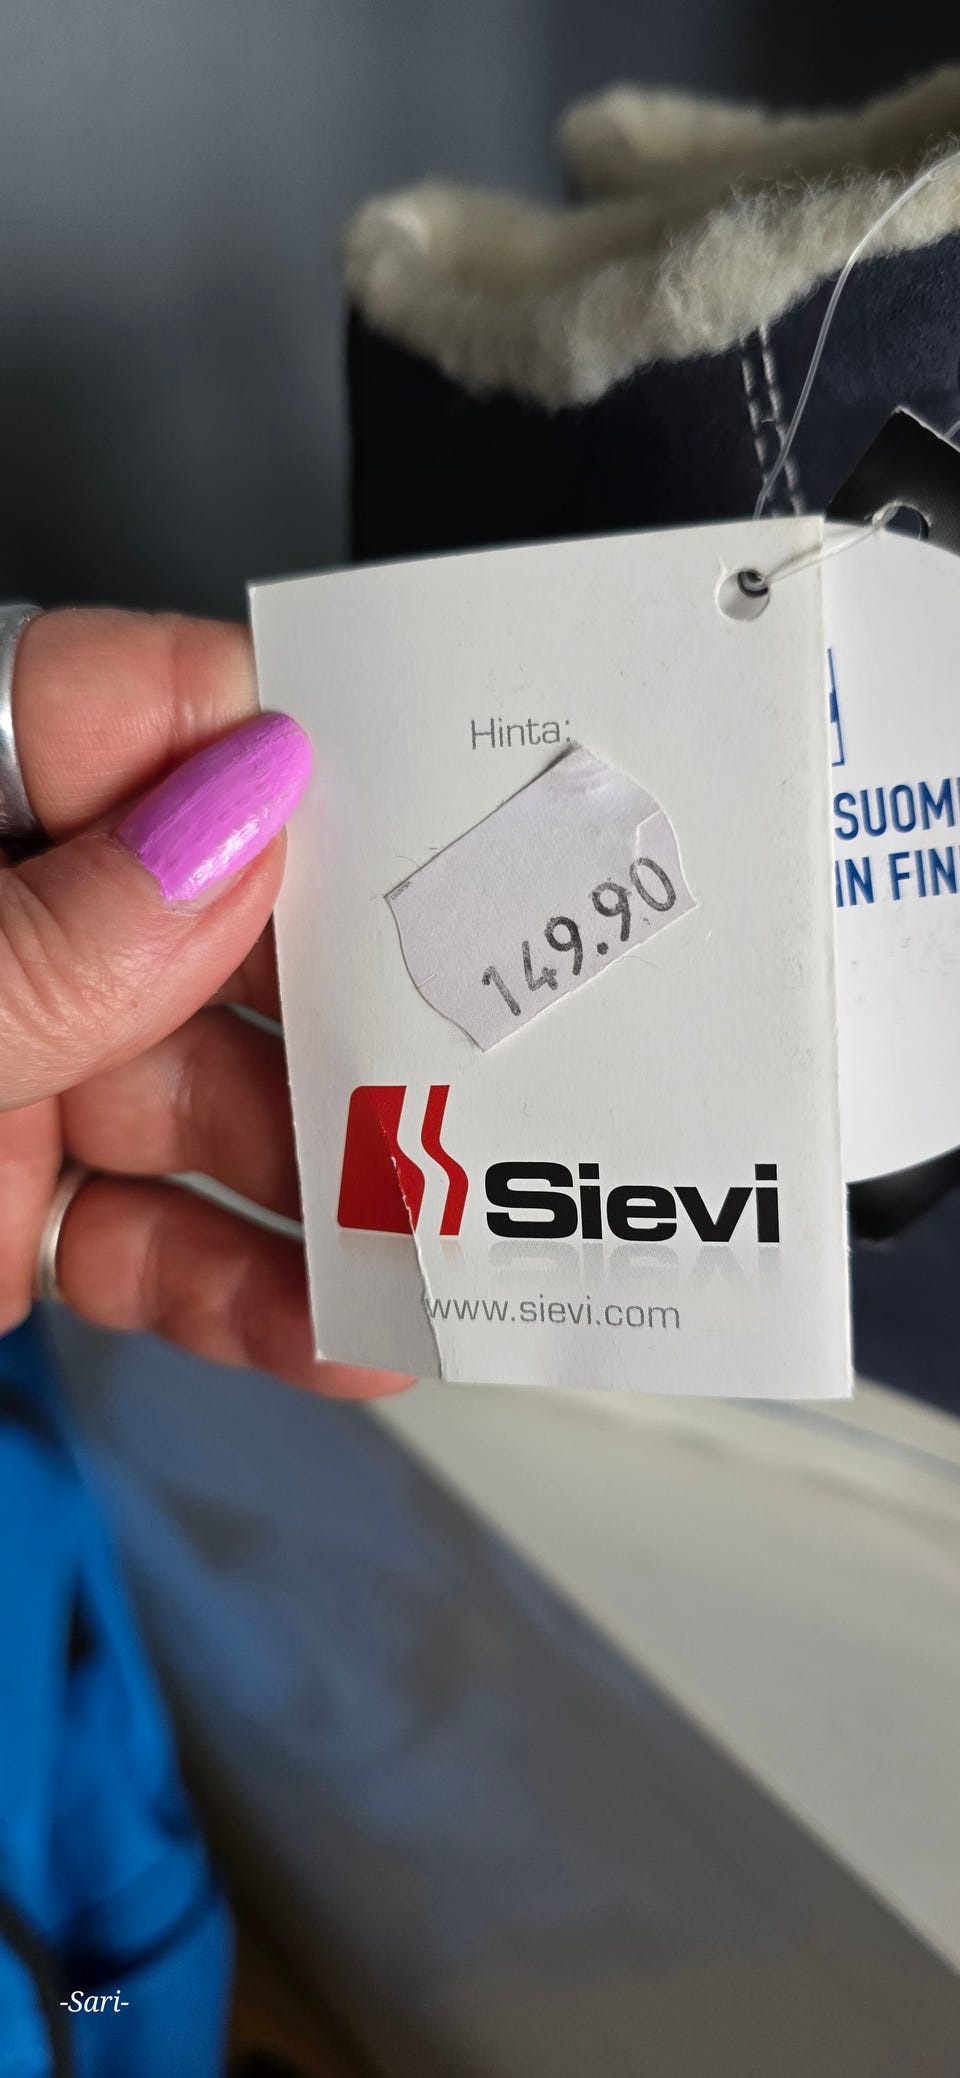 Hinta:
149.90
Sievi
www.sievi.com
SUOM
IN FIN
-Sari-